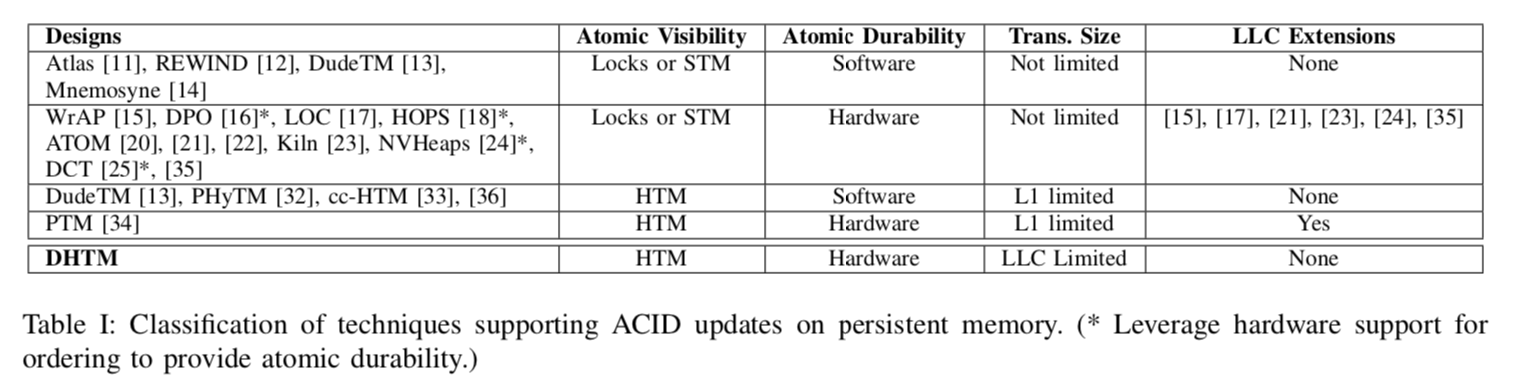 Designs Atomic Visibility Atomic Durability Trans. Size LLC Extensions
Atlas [11], REWIND [12], DudeTM [13], Locks or STM Software Not limited None
Mnemosyne [14]
WrAP [15], DPO [16]*, LOC [17], HOPS [18]*, Locks or STM Hardware Not limited [15], [17], [21], [23], [24], [35]
ATOM [20], [21], [22], Kiln [23], NVHeaps [24]*,
DCT [25]*, [35]
DudeTM [13], PHyTM [32], cc-HTM [33], [36] HTM Software L1 limited None
PTM [34] HTM Hardware L1 limited Yes
DHTM HTM Hardware LLC Limited None
Table I: Classification of techniques supporting ACID updates on persistent memory. (* Leverage hardware support for
ordering to provide atomic durability.)